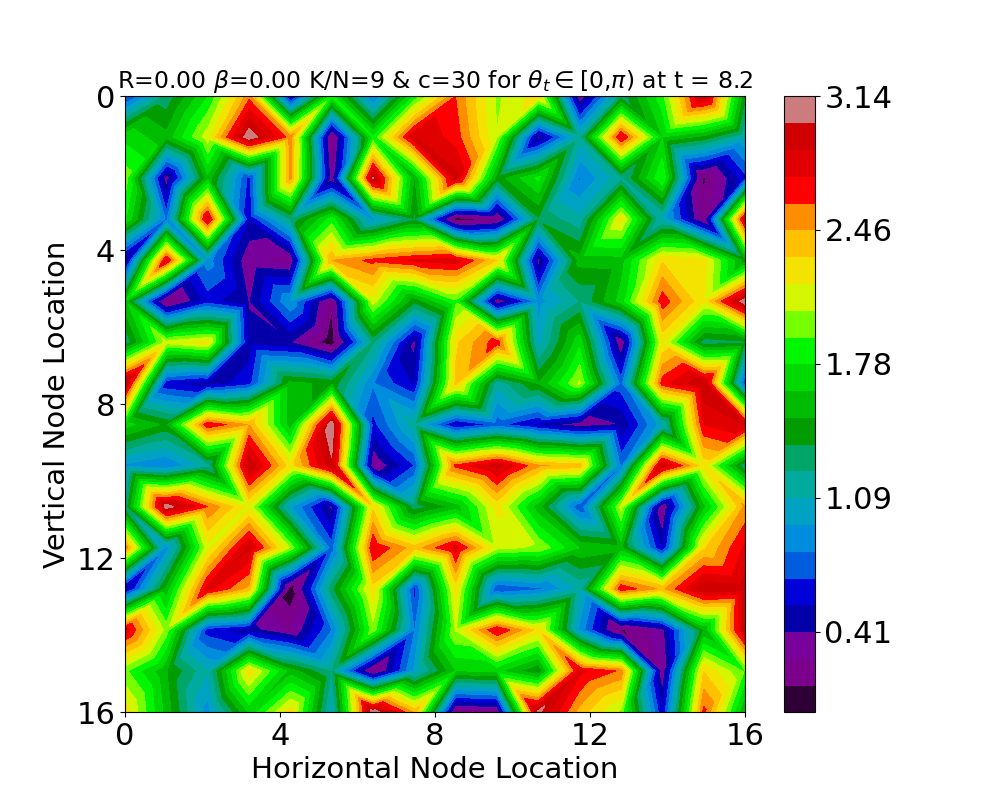 R=0.00 β=0.00 K/N=9 & c=30 for θₜ∈[0,π) at t = 8.2
0
4
8
12
16
0 4 8 12 16
Vertical Node Location
Horizontal Node Location
3.14
2.46
1.78
1.09
0.41